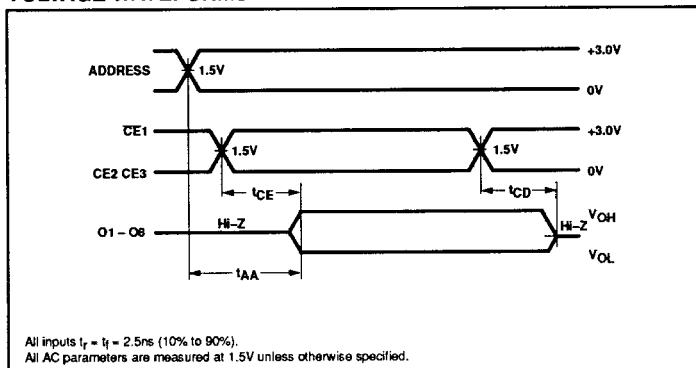 ADDRESS 1.5V +3.0V
0V
CE1 1.5V 1.5V +3.0V
CE2 CE3 0V
tCE tCD
O1 – O8 Hi–Z VOH Hi–Z
VOL
tAA
All inputs tr = tf = 2.5ns (10% to 90%).
All AC parameters are measured at 1.5V unless otherwise specified.